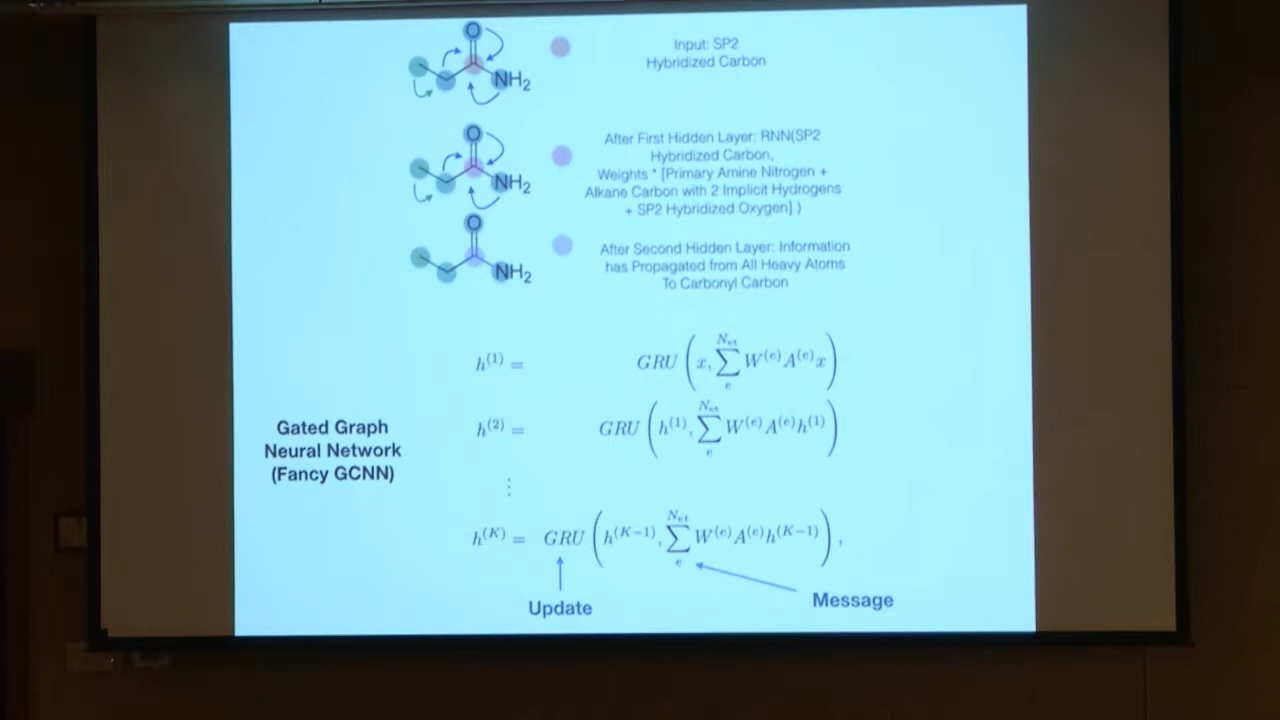 O
NH₂
Input: SP2
Hybridized Carbon
O
NH₂
After First Hidden Layer: RNN(SP2
Hybridized Carbon,
Weights * [Primary Amine Nitrogen +
Alkane Carbon with 2 Implicit Hydrogens
+ SP2 Hybridized Oxygen] )
O
NH₂
After Second Hidden Layer: Information
has Propagated from All Heavy Atoms
To Carbonyl Carbon
h^(1) = GRU ( x, ∑_e^{N_et} W^(e) A^(e) x )
h^(2) = GRU ( h^(1), ∑_e^{N_et} W^(e) A^(e) h^(1) )
⋮
h^(K) = GRU ( h^(K−1), ∑_e^{N_et} W^(e) A^(e) h^(K−1) ) ,
Gated Graph
Neural Network
(Fancy GCNN)
Update
Message